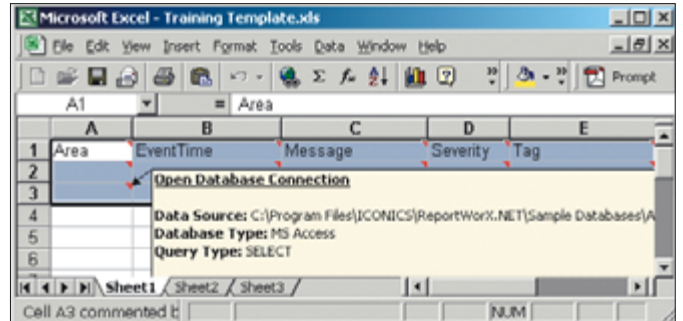 Microsoft Excel - Training Template.xls
File Edit View Insert Format Tools Data Window Help
Prompt
A1 = Area
A B C D E
1 Area EventTime Message Severity Tag
2
3
4
5
6
Open Database Connection
Data Source: C:\Program Files\ICONICS\ReportWorX.NET\Sample Databases\A
Database Type: MS Access
Query Type: SELECT
Sheet1 Sheet2 Sheet3
Cell A3 commented b NUM